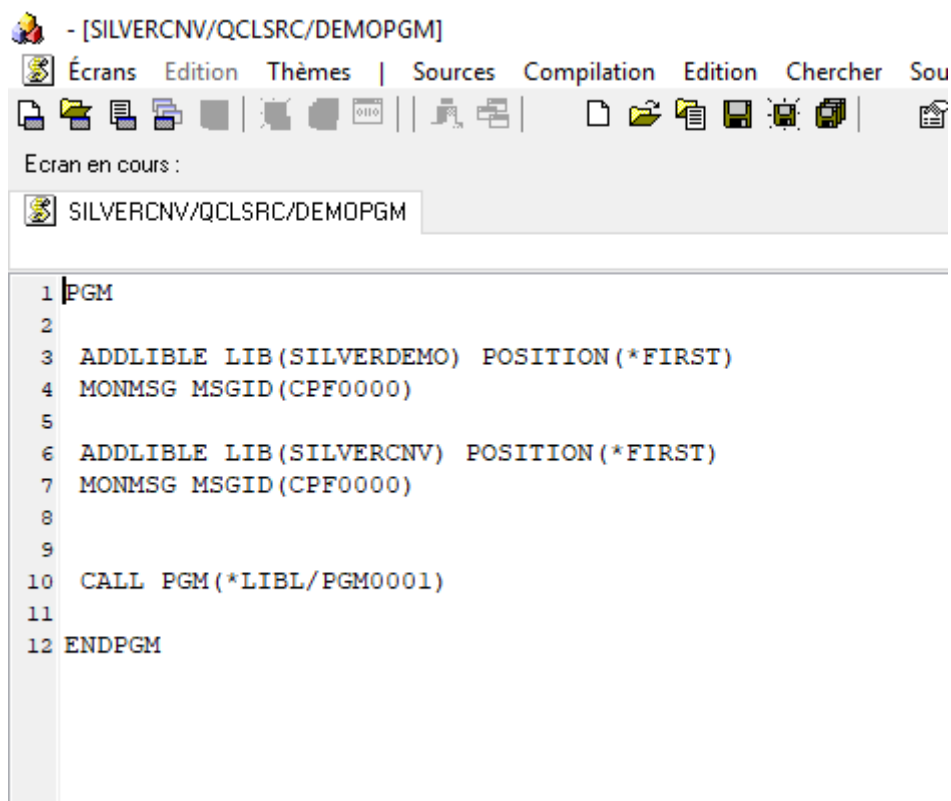 - [SILVERCNV/QCLSRC/DEMOPGM]
Écrans Edition Thèmes | Sources Compilation Edition Chercher Sou
Ecran en cours :
SILVERCNV/QCLSRC/DEMOPGM
1 PGM
2
3 ADDLIBLE LIB(SILVERDEMO) POSITION(*FIRST)
4 MONMSG MSGID(CPF0000)
5
6 ADDLIBLE LIB(SILVERCNV) POSITION(*FIRST)
7 MONMSG MSGID(CPF0000)
8
9
10 CALL PGM(*LIBL/PGM0001)
11
12 ENDPGM